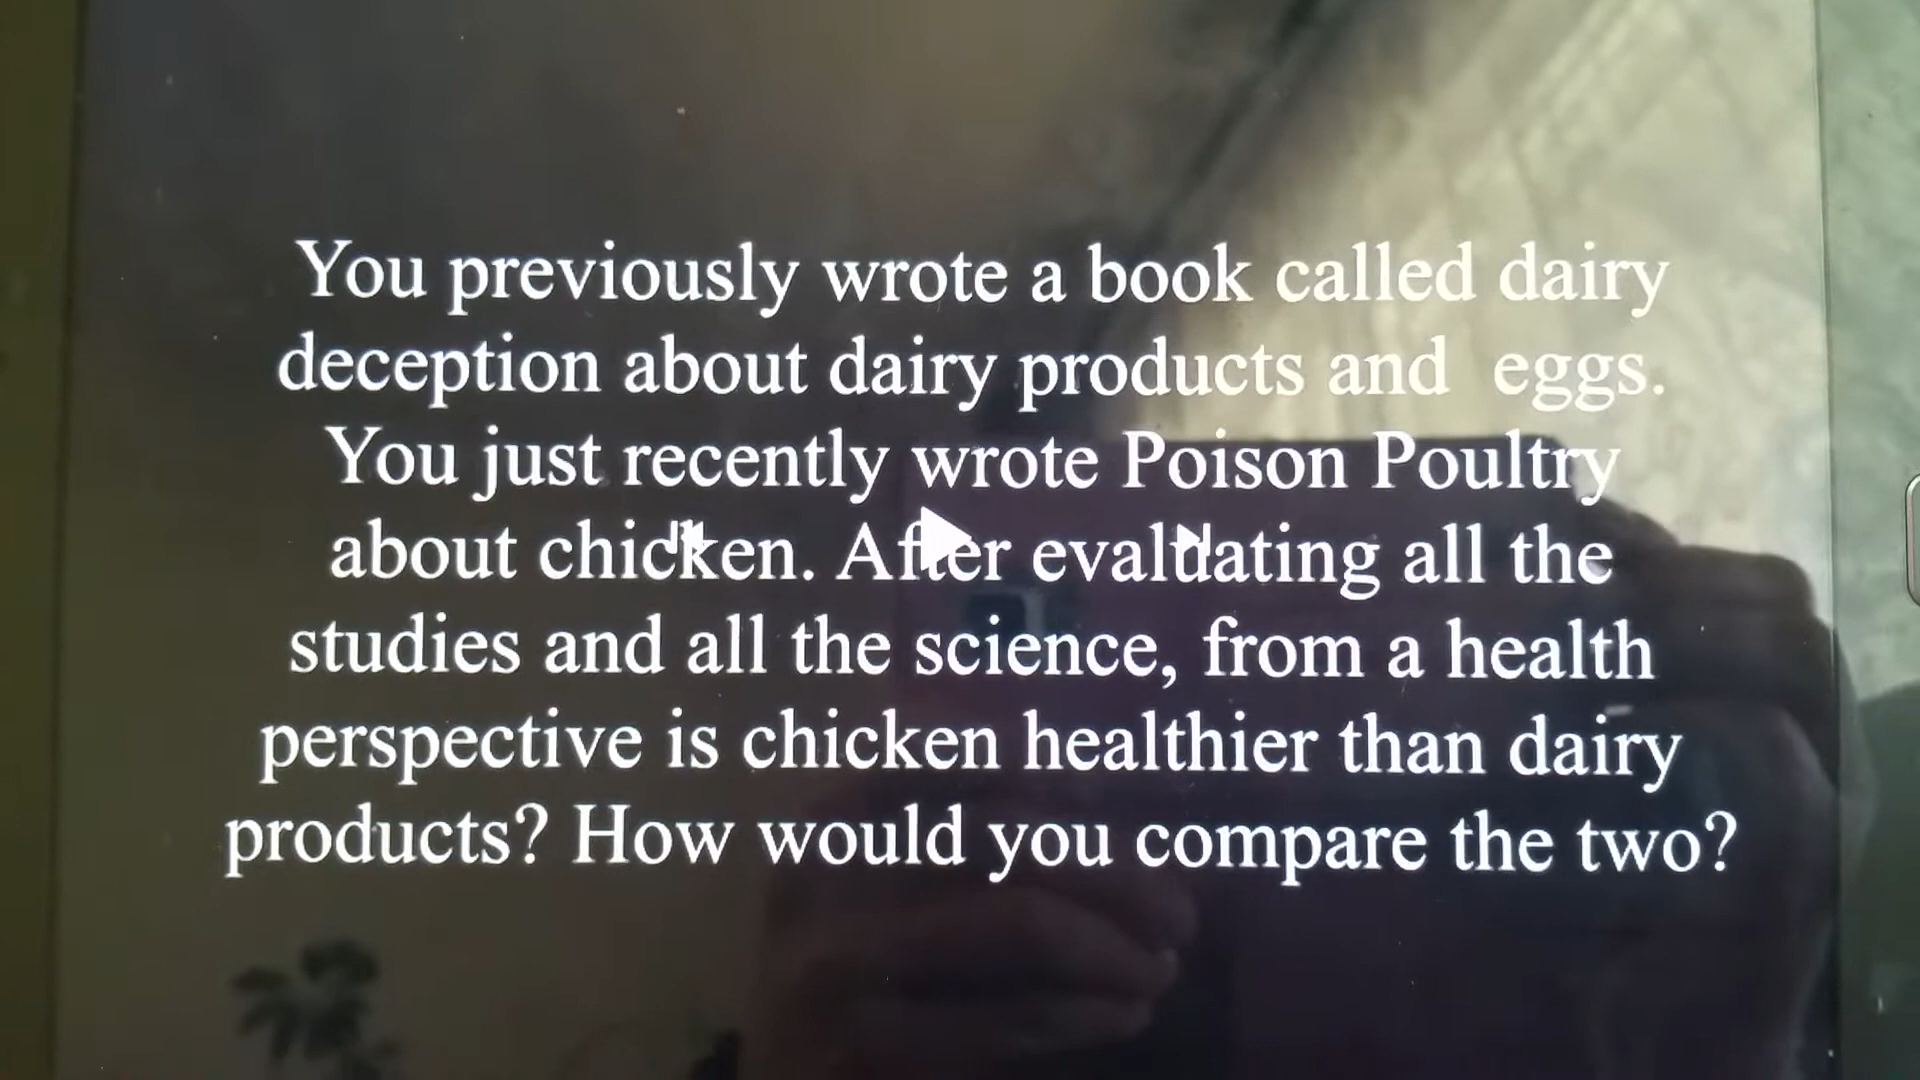 You previously wrote a book called dairy
deception about dairy products and eggs.
You just recently wrote Poison Poultry
about chicken. After evaluating all the
studies and all the science, from a health
perspective is chicken healthier than dairy
products? How would you compare the two?